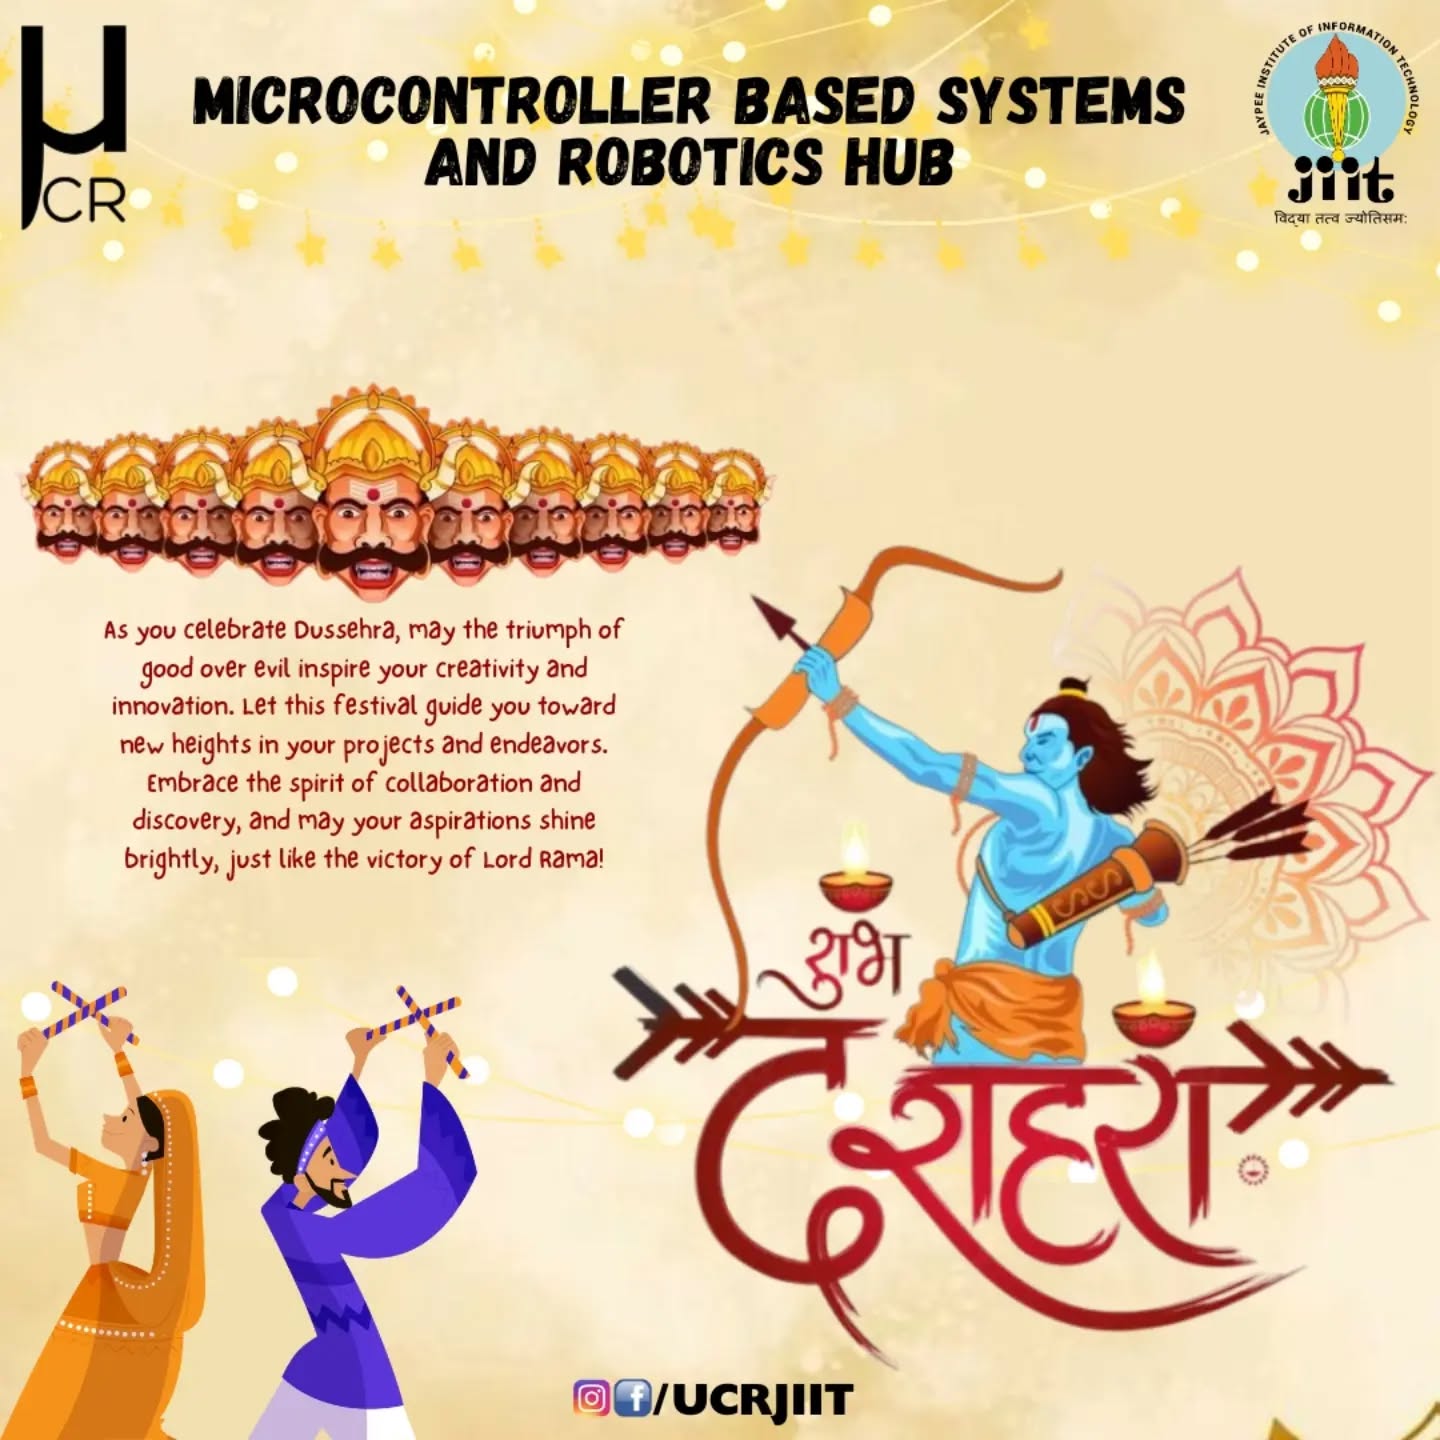 µ
CR
MICROCONTROLLER BASED SYSTEMS
AND ROBOTICS HUB
JAYPEE INSTITUTE OF INFORMATION TECHNOLOGY
jiit
विद्या तत्व ज्योतिसम:
As you celebrate Dussehra, may the triumph of
good over evil inspire your creativity and
innovation. Let this festival guide you toward
new heights in your projects and endeavors.
Embrace the spirit of collaboration and
discovery, and may your aspirations shine
brightly, just like the victory of Lord Rama!
शुभ
दशहरा
/UCRJIIT